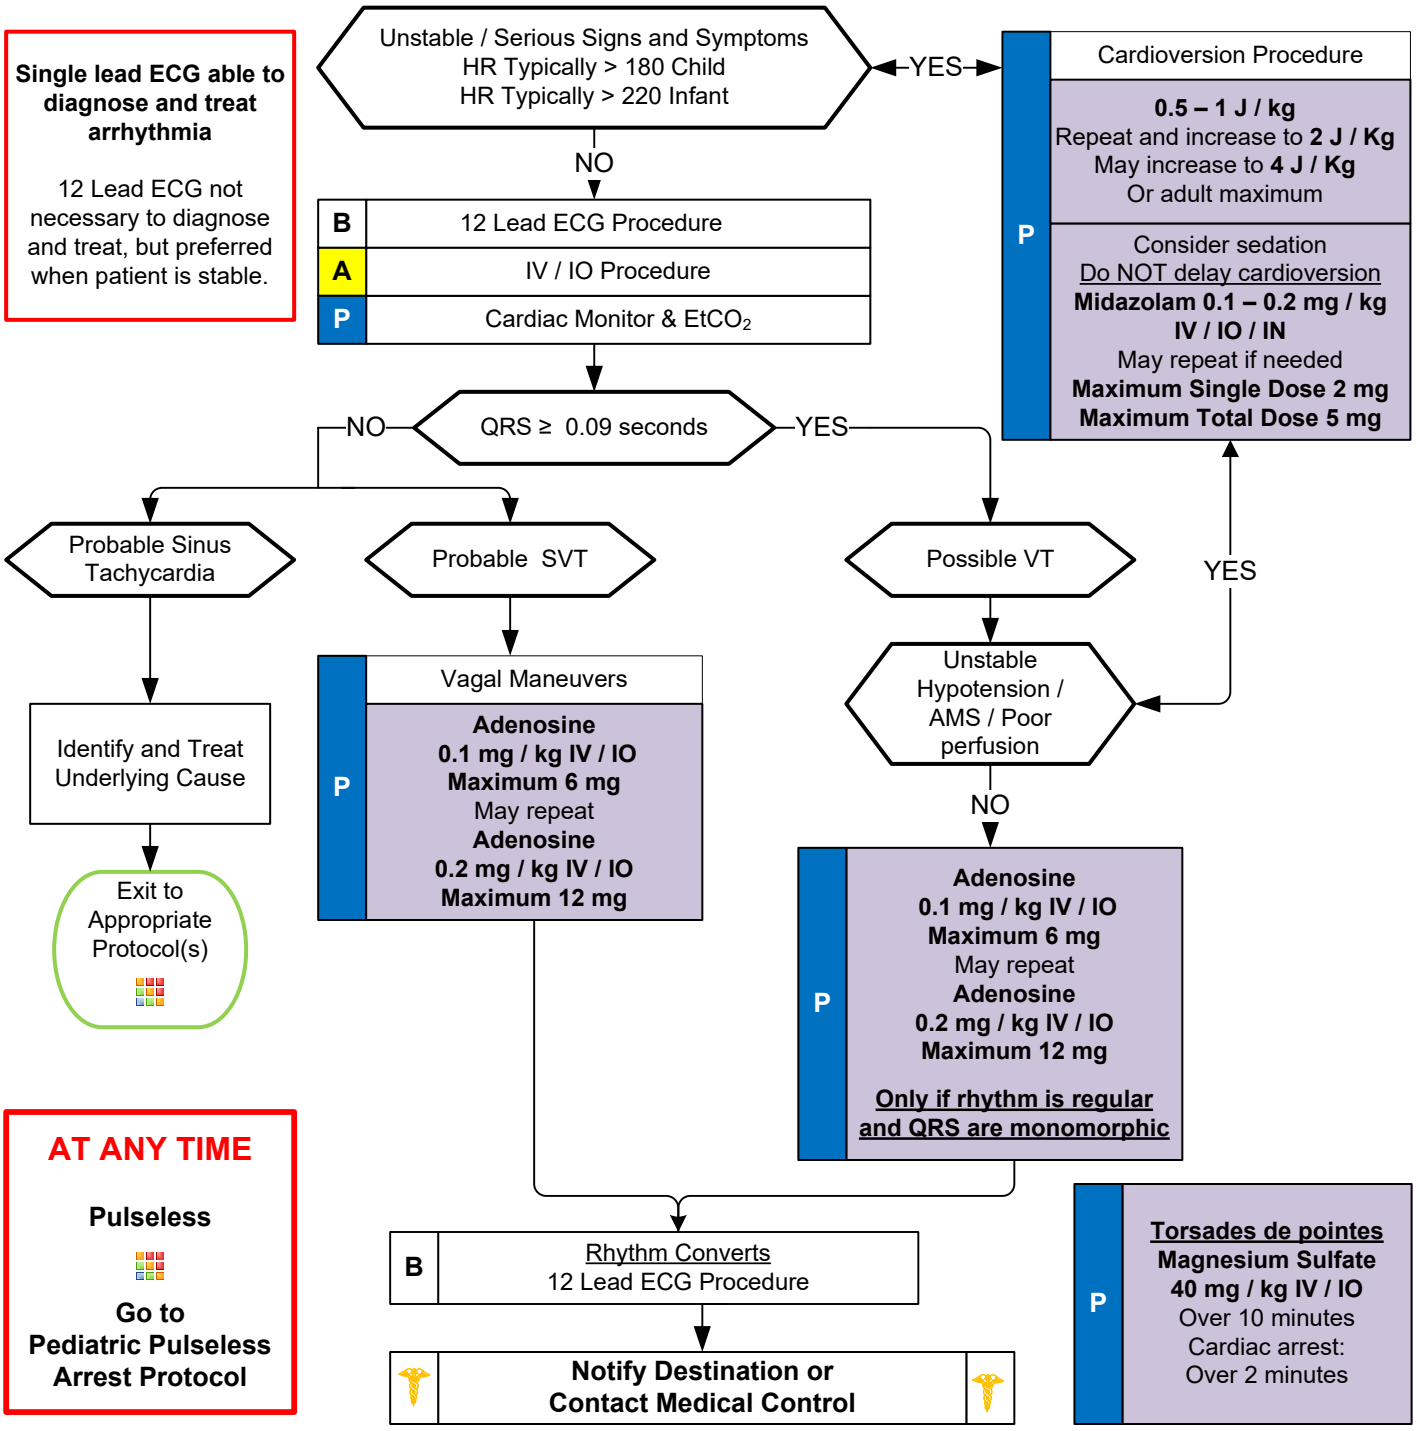 Single lead ECG able to
diagnose and treat
arrhythmia
12 Lead ECG not
necessary to diagnose
and treat, but preferred
when patient is stable.
Unstable / Serious Signs and Symptoms
HR Typically > 180 Child
HR Typically > 220 Infant
YES
P
Cardioversion Procedure
0.5 – 1 J / kg
Repeat and increase to 2 J / Kg
May increase to 4 J / Kg
Or adult maximum
Consider sedation
Do NOT delay cardioversion
Midazolam 0.1 – 0.2 mg / kg
IV / IO / IN
May repeat if needed
Maximum Single Dose 2 mg
Maximum Total Dose 5 mg
NO
B
12 Lead ECG Procedure
A
IV / IO Procedure
P
Cardiac Monitor & EtCO₂
NO
QRS ≥ 0.09 seconds
YES
Probable Sinus
Tachycardia
Probable SVT
Possible VT
YES
Identify and Treat
Underlying Cause
Exit to
Appropriate
Protocol(s)
P
Vagal Maneuvers
Adenosine
0.1 mg / kg IV / IO
Maximum 6 mg
May repeat
Adenosine
0.2 mg / kg IV / IO
Maximum 12 mg
Unstable
Hypotension /
AMS / Poor
perfusion
NO
P
Adenosine
0.1 mg / kg IV / IO
Maximum 6 mg
May repeat
Adenosine
0.2 mg / kg IV / IO
Maximum 12 mg
Only if rhythm is regular
and QRS are monomorphic
AT ANY TIME
Pulseless
Go to
Pediatric Pulseless
Arrest Protocol
B
Rhythm Converts
12 Lead ECG Procedure
Notify Destination or
Contact Medical Control
P
Torsades de pointes
Magnesium Sulfate
40 mg / kg IV / IO
Over 10 minutes
Cardiac arrest:
Over 2 minutes